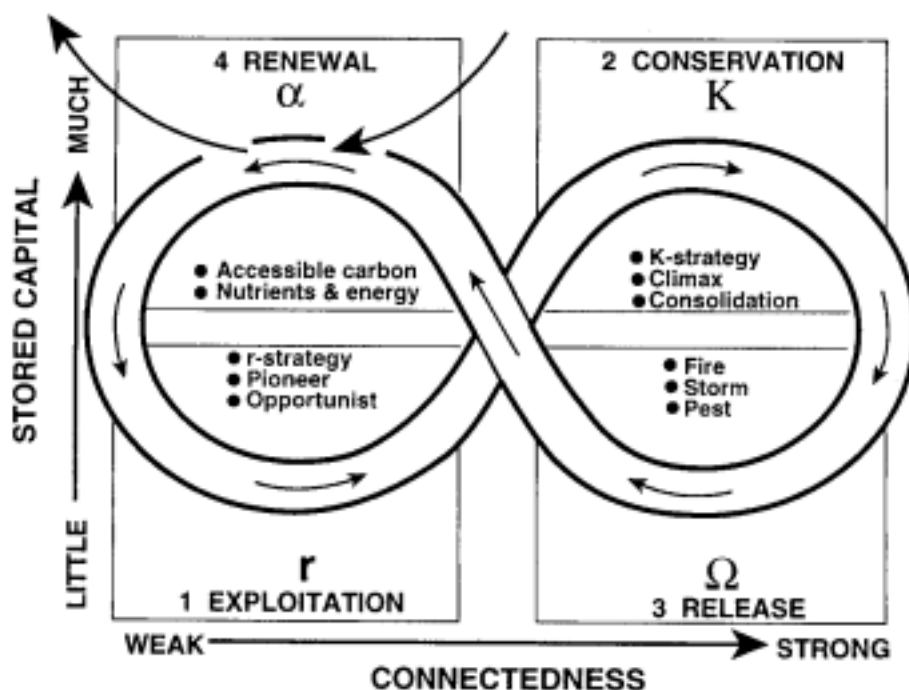 4 RENEWAL
α
2 CONSERVATION
K
MUCH
STORED CAPITAL
LITTLE
● Accessible carbon
● Nutrients & energy
● r-strategy
● Pioneer
● Opportunist
● K-strategy
● Climax
● Consolidation
● Fire
● Storm
● Pest
r
1 EXPLOITATION
Ω
3 RELEASE
WEAK
STRONG
CONNECTEDNESS